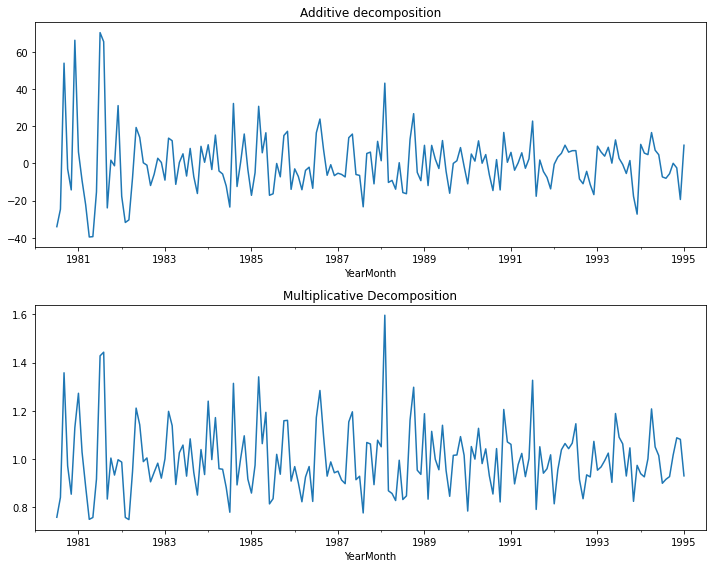 Additive decomposition
60
40
20
0
−20
−40
1981 1983 1985 1987 1989 1991 1993 1995
YearMonth
Multiplicative Decomposition
1.6
1.4
1.2
1.0
0.8
1981 1983 1985 1987 1989 1991 1993 1995
YearMonth